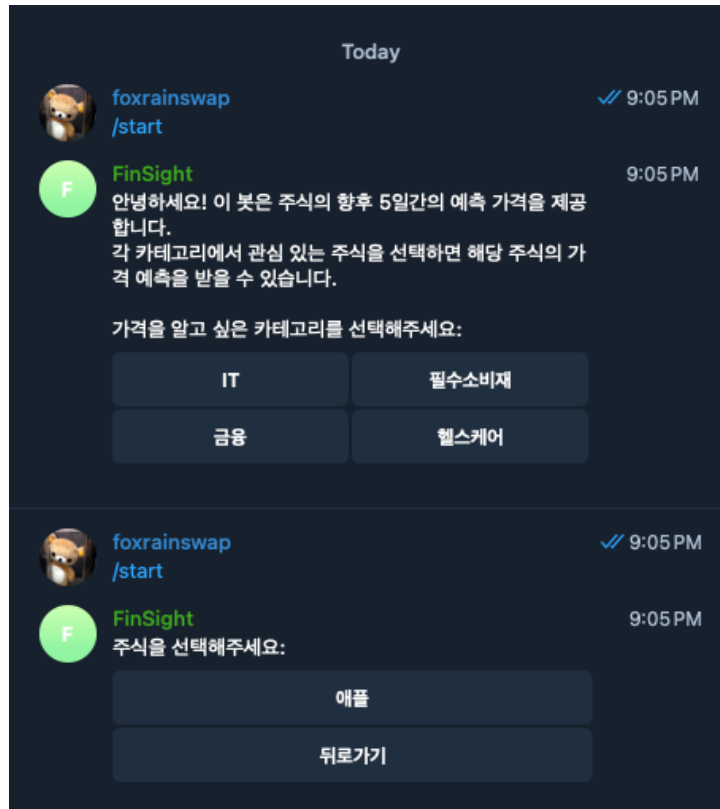 Today
foxrainswap
9:05 PM
/start
F
FinSight
9:05 PM
안녕하세요! 이 봇은 주식의 향후 5일간의 예측 가격을 제공
합니다.
각 카테고리에서 관심 있는 주식을 선택하면 해당 주식의 가
격 예측을 받을 수 있습니다.
가격을 알고 싶은 카테고리를 선택해주세요:
IT
필수소비재
금융
헬스케어
foxrainswap
9:05 PM
/start
F
FinSight
9:05 PM
주식을 선택해주세요:
애플
뒤로가기